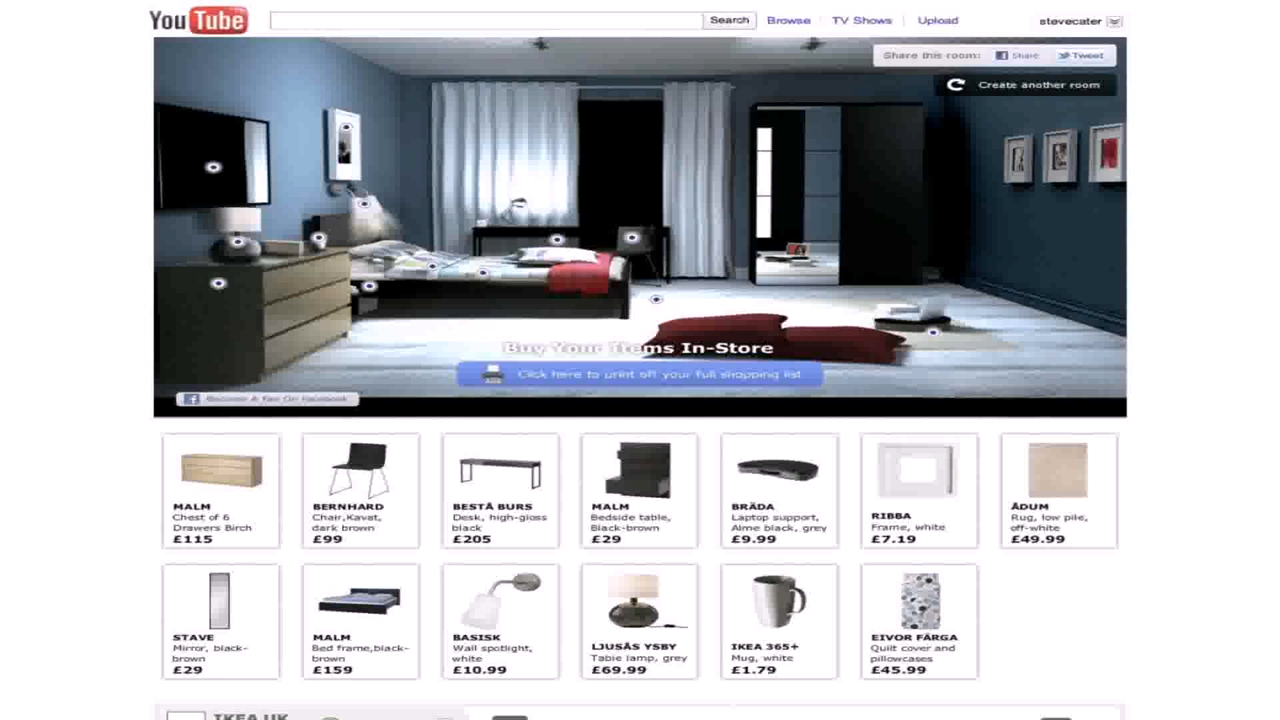 YouTube Search Browse TV Shows Upload stevecater
Share this room: Share Tweet
Create another room
Buy Your Items In-Store
Click here to print off your full shopping list
Become A Fan On Facebook
MALM
Chest of 6
Drawers Birch
£115
BERNHARD
Chair,Kavat,
dark brown
£99
BESTÅ BURS
Desk, high-gloss
black
£205
MALM
Bedside table,
Black-brown
£29
BRÄDA
Laptop support,
Alme black, grey
£9.99
RIBBA
Frame, white
£7.19
ÅDUM
Rug, low pile,
off-white
£49.99
STAVE
Mirror, black-
brown
£29
MALM
Bed frame,black-
brown
£159
BASISK
Wall spotlight,
white
£10.99
LJUSÅS YSBY
Table lamp, grey
£69.99
IKEA 365+
Mug, white
£1.79
EIVOR FÄRGA
Quilt cover and
pillowcases
£45.99
IKEA UK